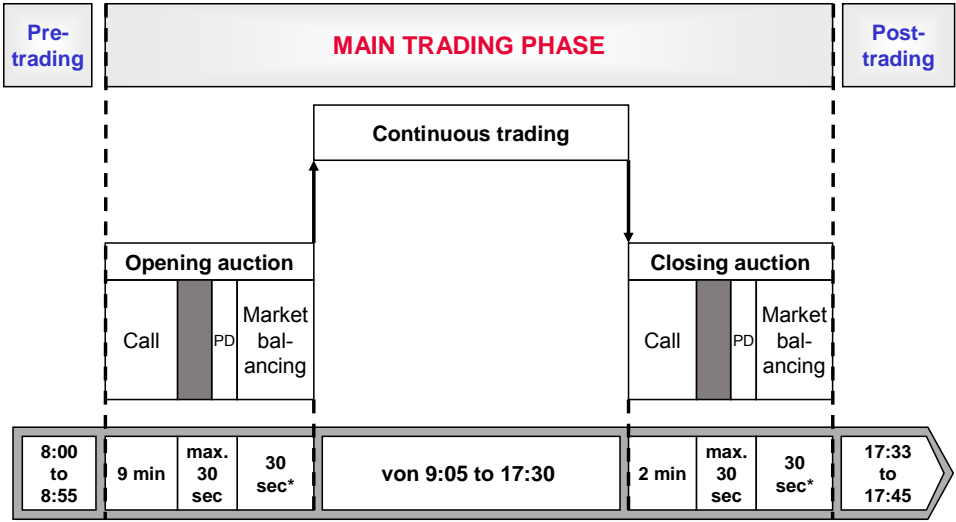 Pre-
trading
MAIN TRADING PHASE
Post-
trading
Continuous trading
Opening auction
Closing auction
Call
PD
Market
bal-
ancing
Call
PD
Market
bal-
ancing
8:00
to
8:55
9 min
max.
30
sec
30
sec*
von 9:05 to 17:30
2 min
max.
30
sec
30
sec*
17:33
to
17:45